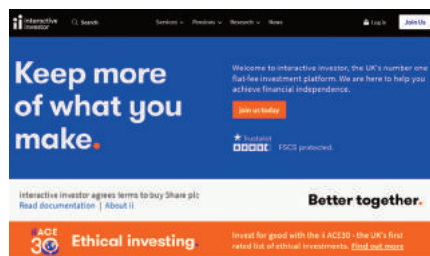 interactive investor
Search
Services
Pensions
Research
News
Log in
Join Us
Keep more
of what you
make.
Welcome to interactive investor, the UK's number one
flat-fee investment platform. We are here to help you
achieve financial independence.
join us today
Trustpilot
FSCS protected.
interactive investor agrees terms to buy Share plc
Read documentation | About ii
Better together.
ii ACE
30
Ethical investing.
Invest for good with the ii ACE30 - the UK's first
rated list of ethical investments. Find out more